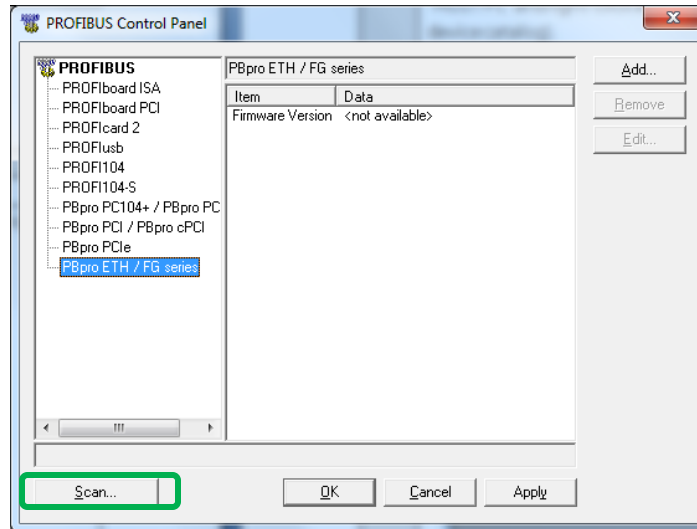 PROFIBUS Control Panel
PROFIBUS
PROFIboard ISA
PROFIboard PCI
PROFIcard 2
PROFIusb
PROFI104
PROFI104-S
PBpro PC104+ / PBpro PC
PBpro PCI / PBpro cPCI
PBpro PCIe
PBpro ETH / FG series
PBpro ETH / FG series
Item Data
Firmware Version <not available>
Add...
Remove
Edit...
Scan...
OK
Cancel
Apply